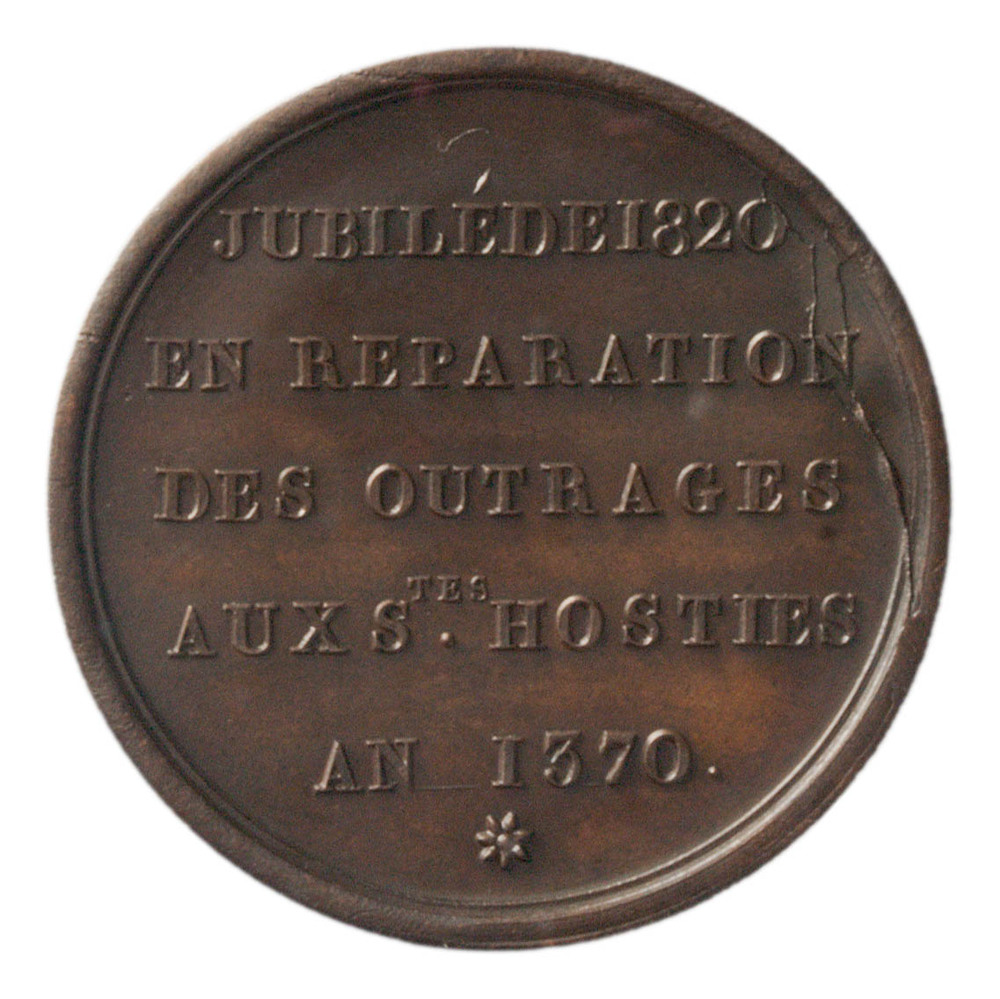 JUBILÉ DE 1820
EN REPARATION
DES OUTRAGES
AUX S.TES HOSTIES
AN 1370.